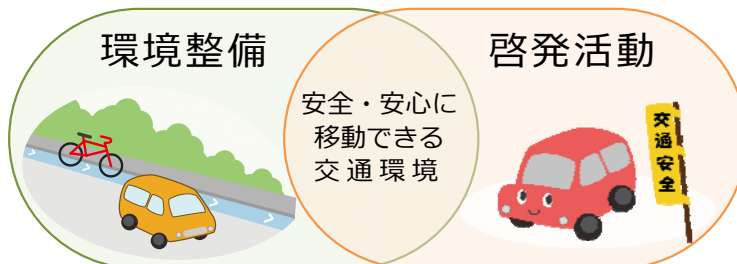 環境整備
安全・安心に
移動できる
交通環境
啓発活動
交通安全